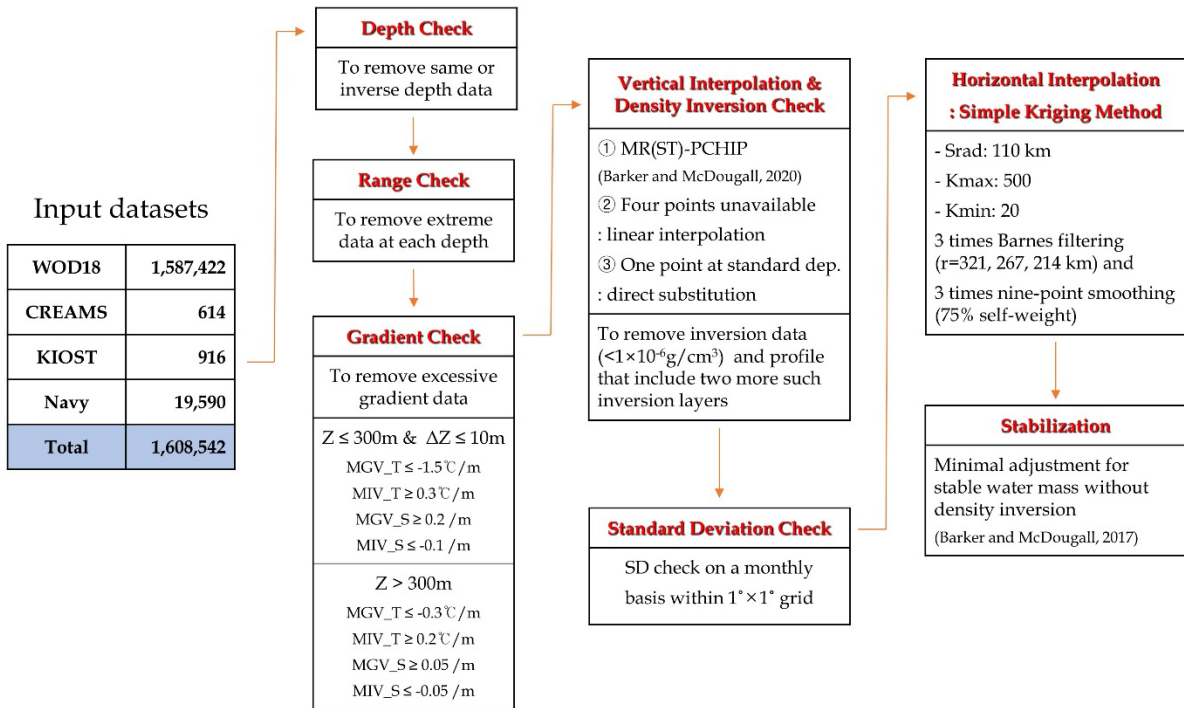 Input datasets
WOD18 1,587,422
CREAMS 614
KIOST 916
Navy 19,590
Total 1,608,542
Depth Check
To remove same or
inverse depth data
Range Check
To remove extreme
data at each depth
Gradient Check
To remove excessive
gradient data
Z ≤ 300m & ΔZ ≤ 10m
MGV_T ≤ -1.5℃/m
MIV_T ≥ 0.3℃/m
MGV_S ≥ 0.2 /m
MIV_S ≤ -0.1 /m
Z > 300m
MGV_T ≤ -0.3℃/m
MIV_T ≥ 0.2℃/m
MGV_S ≥ 0.05 /m
MIV_S ≤ -0.05 /m
Vertical Interpolation &
Density Inversion Check
① MR(ST)-PCHIP
(Barker and McDougall, 2020)
② Four points unavailable
: linear interpolation
③ One point at standard dep.
: direct substitution
To remove inversion data
(<1×10⁻⁶g/cm³) and profile
that include two more such
inversion layers
Standard Deviation Check
SD check on a monthly
basis within 1˚×1˚ grid
Horizontal Interpolation
: Simple Kriging Method
- Srad: 110 km
- Kmax: 500
- Kmin: 20
3 times Barnes filtering
(r=321, 267, 214 km) and
3 times nine-point smoothing
(75% self-weight)
Stabilization
Minimal adjustment for
stable water mass without
density inversion
(Barker and McDougall, 2017)